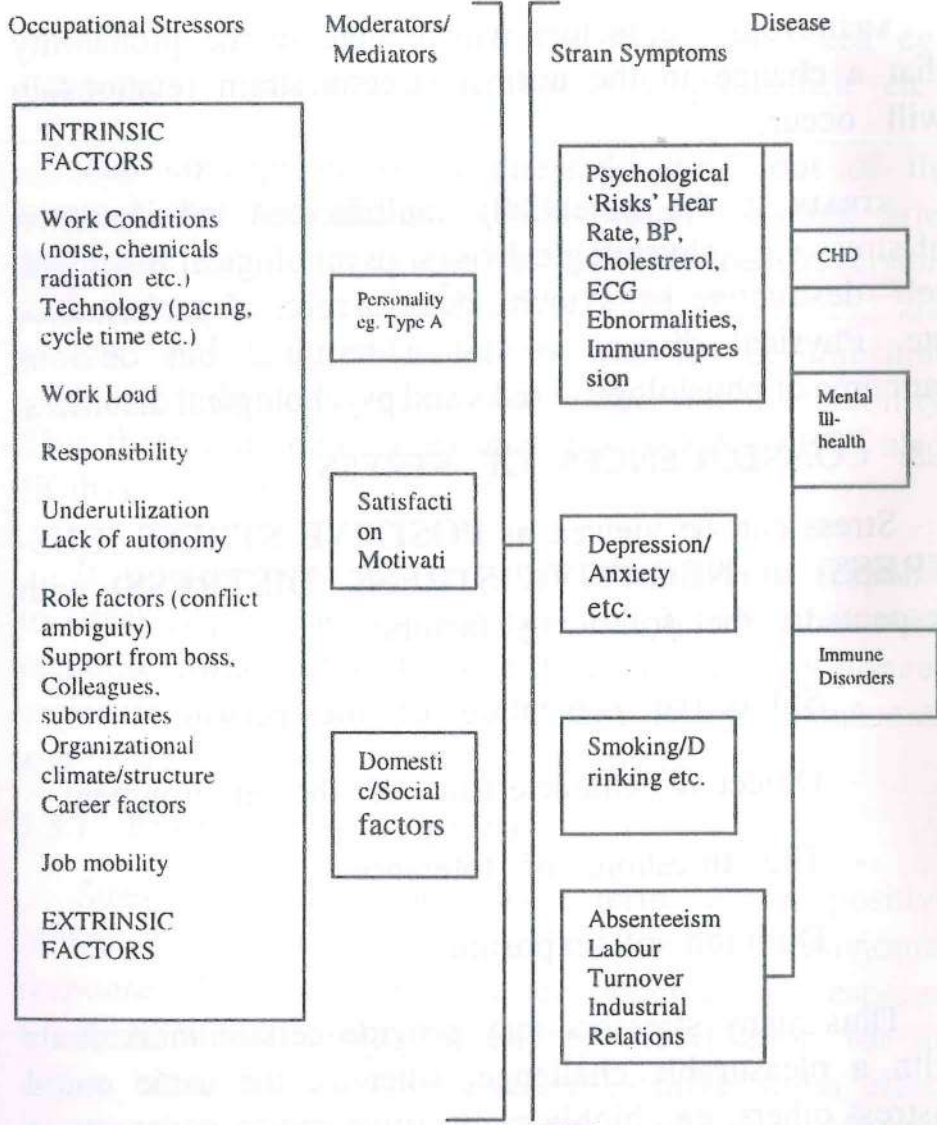 Occupational Stressors
Moderators/
Mediators
Strain Symptoms
Disease
INTRINSIC
FACTORS
Work Conditions
(noise, chemicals
radiation etc.)
Technology (pacing,
cycle time etc.)
Work Load
Responsibility
Underutilization
Lack of autonomy
Role factors (conflict
ambiguity)
Support from boss,
Colleagues,
subordinates
Organizational
climate/structure
Career factors
Job mobility
EXTRINSIC
FACTORS
Personality
eg. Type A
Satisfacti
on
Motivati
Domesti
c/Social
factors
Psychological
‘Risks’ Hear
Rate, BP,
Cholestrerol,
ECG
Ebnormalities,
Immunosupres
sion
Depression/
Anxiety
etc.
Smoking/D
rinking etc.
Absenteeism
Labour
Turnover
Industrial
Relations
CHD
Mental
Ill-
health
Immune
Disorders